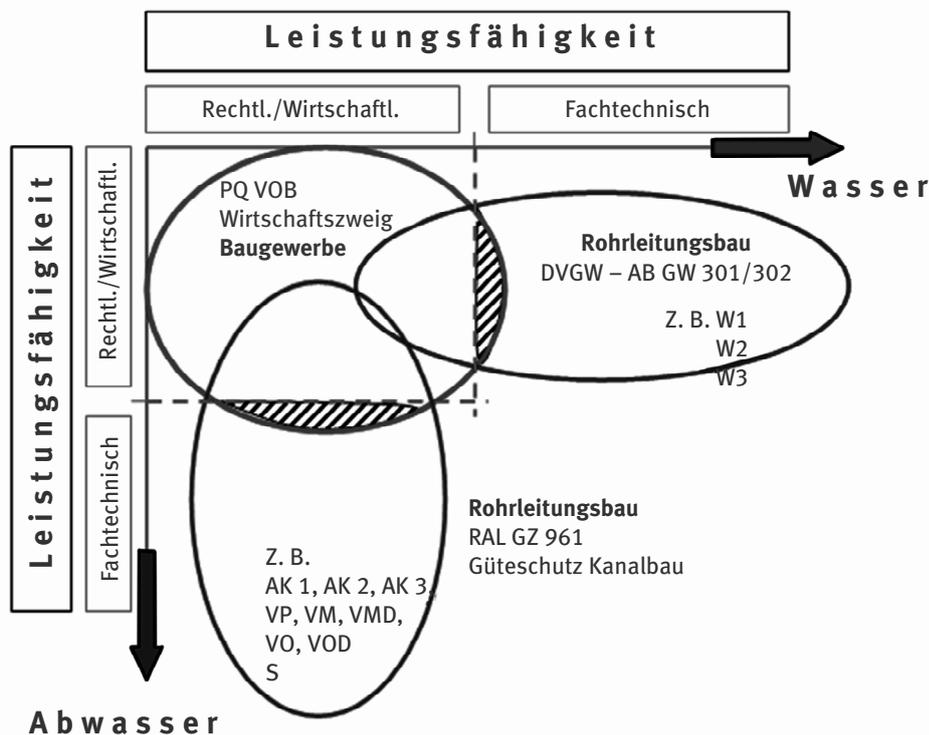 Leistungsfähigkeit
Rechtl./Wirtschaftl.
Fachtechnisch
Wasser
Leistungsfähigkeit
Rechtl./Wirtschaftl.
Fachtechnisch
Abwasser
PQ VOB
Wirtschaftszweig
Baugewerbe
Rohrleitungsbau
DVGW – AB GW 301/302
Z. B. W1
W2
W3
Rohrleitungsbau
RAL GZ 961
Güteschutz Kanalbau
Z. B.
AK 1, AK 2, AK 3,
VP, VM, VMD,
VO, VOD
S